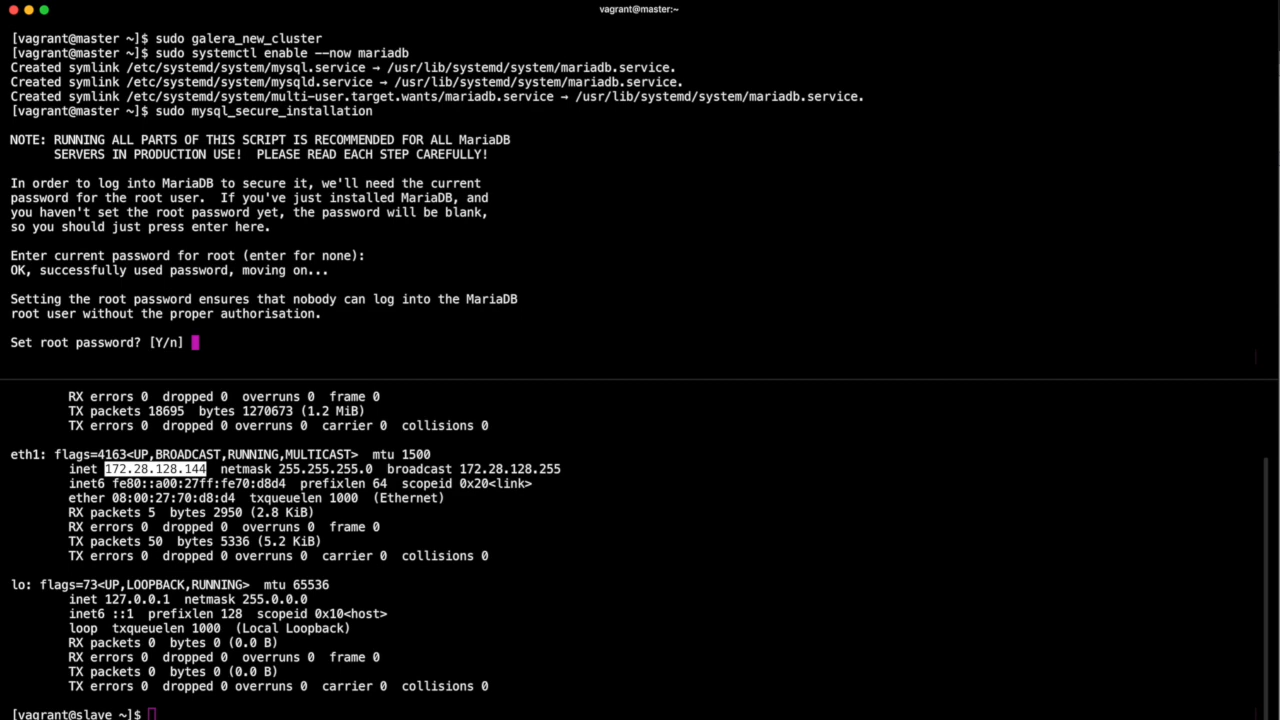 vagrant@master:~
[vagrant@master ~]$ sudo galera_new_cluster
[vagrant@master ~]$ sudo systemctl enable --now mariadb
Created symlink /etc/systemd/system/mysql.service → /usr/lib/systemd/system/mariadb.service.
Created symlink /etc/systemd/system/mysqld.service → /usr/lib/systemd/system/mariadb.service.
Created symlink /etc/systemd/system/multi-user.target.wants/mariadb.service → /usr/lib/systemd/system/mariadb.service.
[vagrant@master ~]$ sudo mysql_secure_installation
NOTE: RUNNING ALL PARTS OF THIS SCRIPT IS RECOMMENDED FOR ALL MariaDB
SERVERS IN PRODUCTION USE!  PLEASE READ EACH STEP CAREFULLY!
In order to log into MariaDB to secure it, we'll need the current
password for the root user.  If you've just installed MariaDB, and
you haven't set the root password yet, the password will be blank,
so you should just press enter here.
Enter current password for root (enter for none):
OK, successfully used password, moving on...
Setting the root password ensures that nobody can log into the MariaDB
root user without the proper authorisation.
Set root password? [Y/n]
RX errors 0  dropped 0  overruns 0  frame 0
TX packets 18695  bytes 1270673 (1.2 MiB)
TX errors 0  dropped 0 overruns 0  carrier 0  collisions 0
eth1: flags=4163<UP,BROADCAST,RUNNING,MULTICAST>  mtu 1500
inet 172.28.128.144  netmask 255.255.255.0  broadcast 172.28.128.255
inet6 fe80::a00:27ff:fe70:d8d4  prefixlen 64  scopeid 0x20<link>
ether 08:00:27:70:d8:d4  txqueuelen 1000  (Ethernet)
RX packets 5  bytes 2950 (2.8 KiB)
RX errors 0  dropped 0  overruns 0  frame 0
TX packets 50  bytes 5336 (5.2 KiB)
TX errors 0  dropped 0 overruns 0  carrier 0  collisions 0
lo: flags=73<UP,LOOPBACK,RUNNING>  mtu 65536
inet 127.0.0.1  netmask 255.0.0.0
inet6 ::1  prefixlen 128  scopeid 0x10<host>
loop  txqueuelen 1000  (Local Loopback)
RX packets 0  bytes 0 (0.0 B)
RX errors 0  dropped 0  overruns 0  frame 0
TX packets 0  bytes 0 (0.0 B)
TX errors 0  dropped 0 overruns 0  carrier 0  collisions 0
[vagrant@slave ~]$